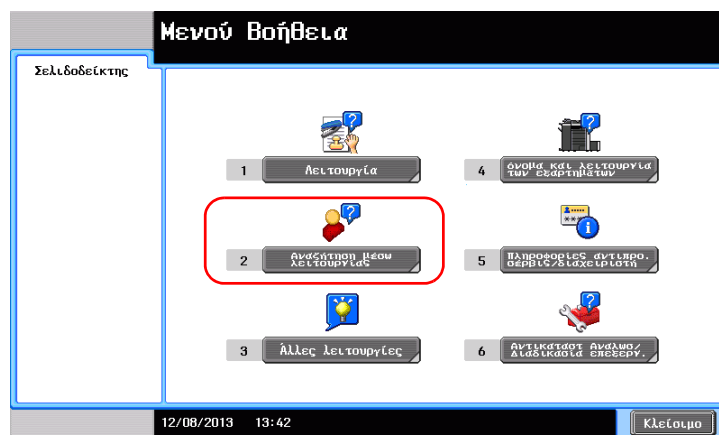 Μενού Βοήθεια
Σελιδοδείκτης
1 Λειτουργία
2 Αναζήτηση μέσω
λειτουργίας
3 Άλλες λειτουργίες
4 όνομα και λειτουργία
των εξαρτημάτων
5 Πληροφορίες αντιπρο.
σέρβις/διαχειριστή
6 Αντικατάστ Αναλωσ/
Διαδικασία επεξεργ.
12/08/2013 13:42
Κλείσιμο